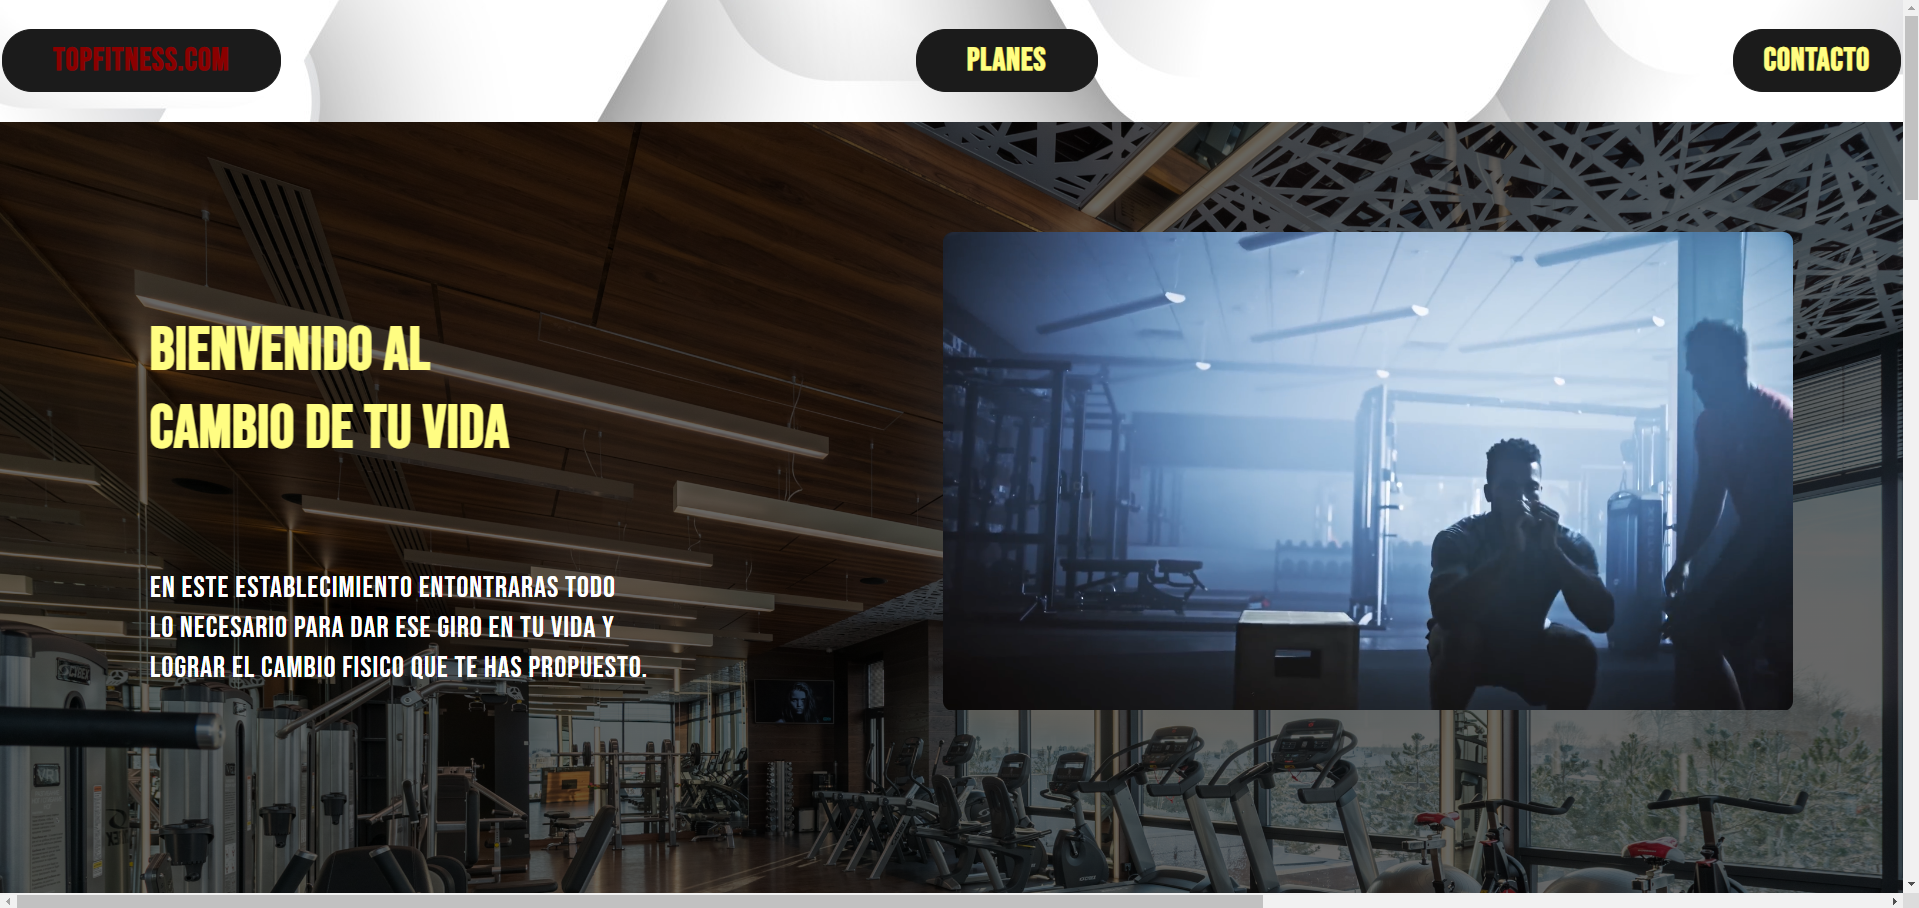 TOPFITNESS.COM
PLANES
CONTACTO
BIENVENIDO AL
CAMBIO DE TU VIDA
EN ESTE ESTABLECIMIENTO ENTONTRARAS TODO
LO NECESARIO PARA DAR ESE GIRO EN TU VIDA Y
LOGRAR EL CAMBIO FISICO QUE TE HAS PROPUESTO.